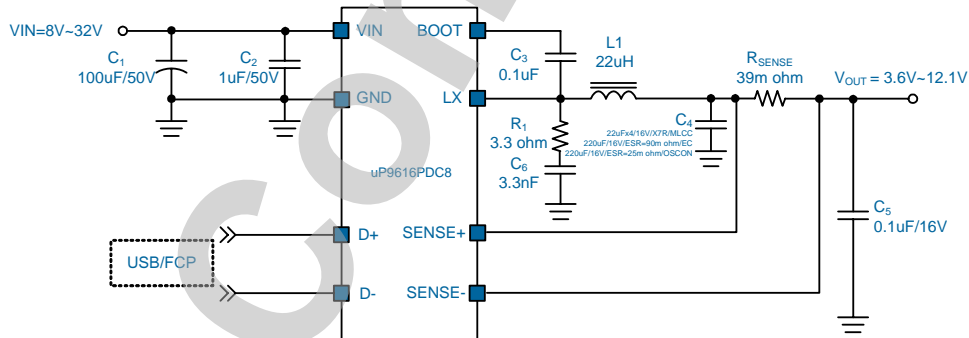 VIN=8V~32V
C1
100uF/50V
C2
1uF/50V
VIN
GND
BOOT
LX
uP9616PDC8
C3
0.1uF
L1
22uH
RSENSE
39m ohm
VOUT = 3.6V~12.1V
R1
3.3 ohm
C6
3.3nF
C4
22uFx4/16V/X7R/MLCC
220uF/16V/ESR=90m ohm/EC
220uF/16V/ESR=25m ohm/OSCON
C5
0.1uF/16V
USB/FCP
D+
D-
SENSE+
SENSE-